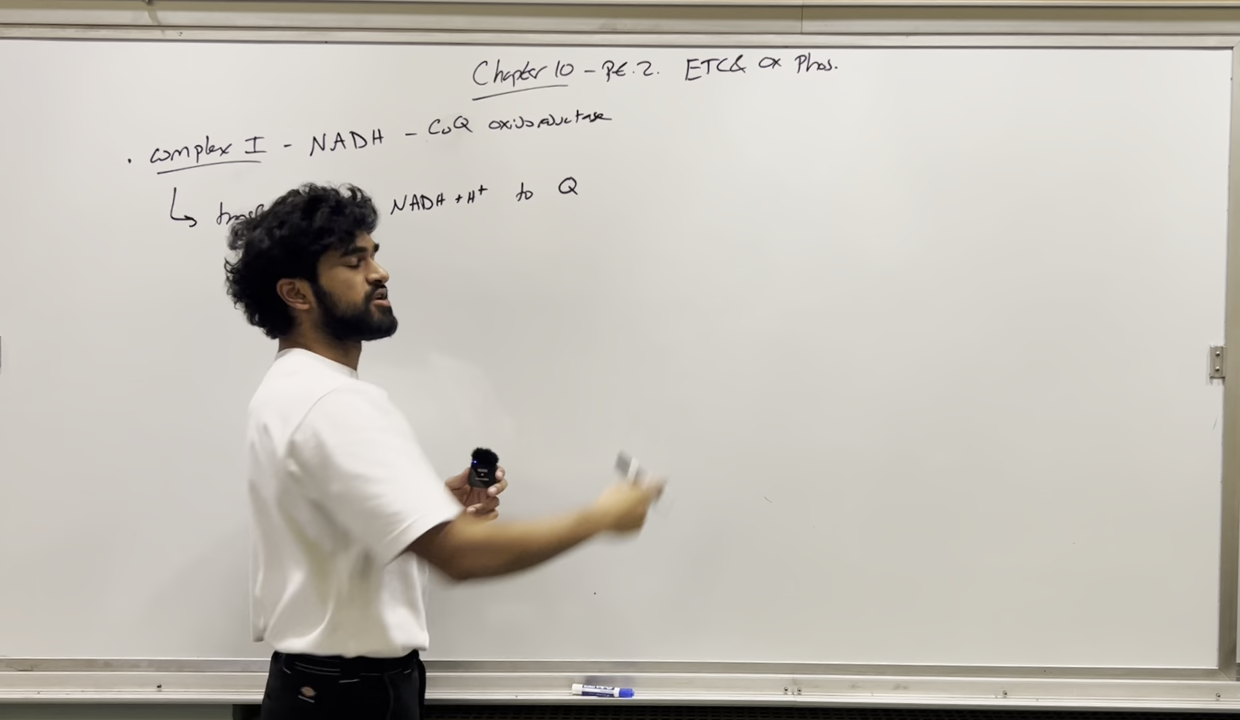 Chapter 10 - Pt. 2. ETC & Ox Phos.
. complex I - NADH - CoQ oxidoreductase
↳ NADH + H⁺ to Q